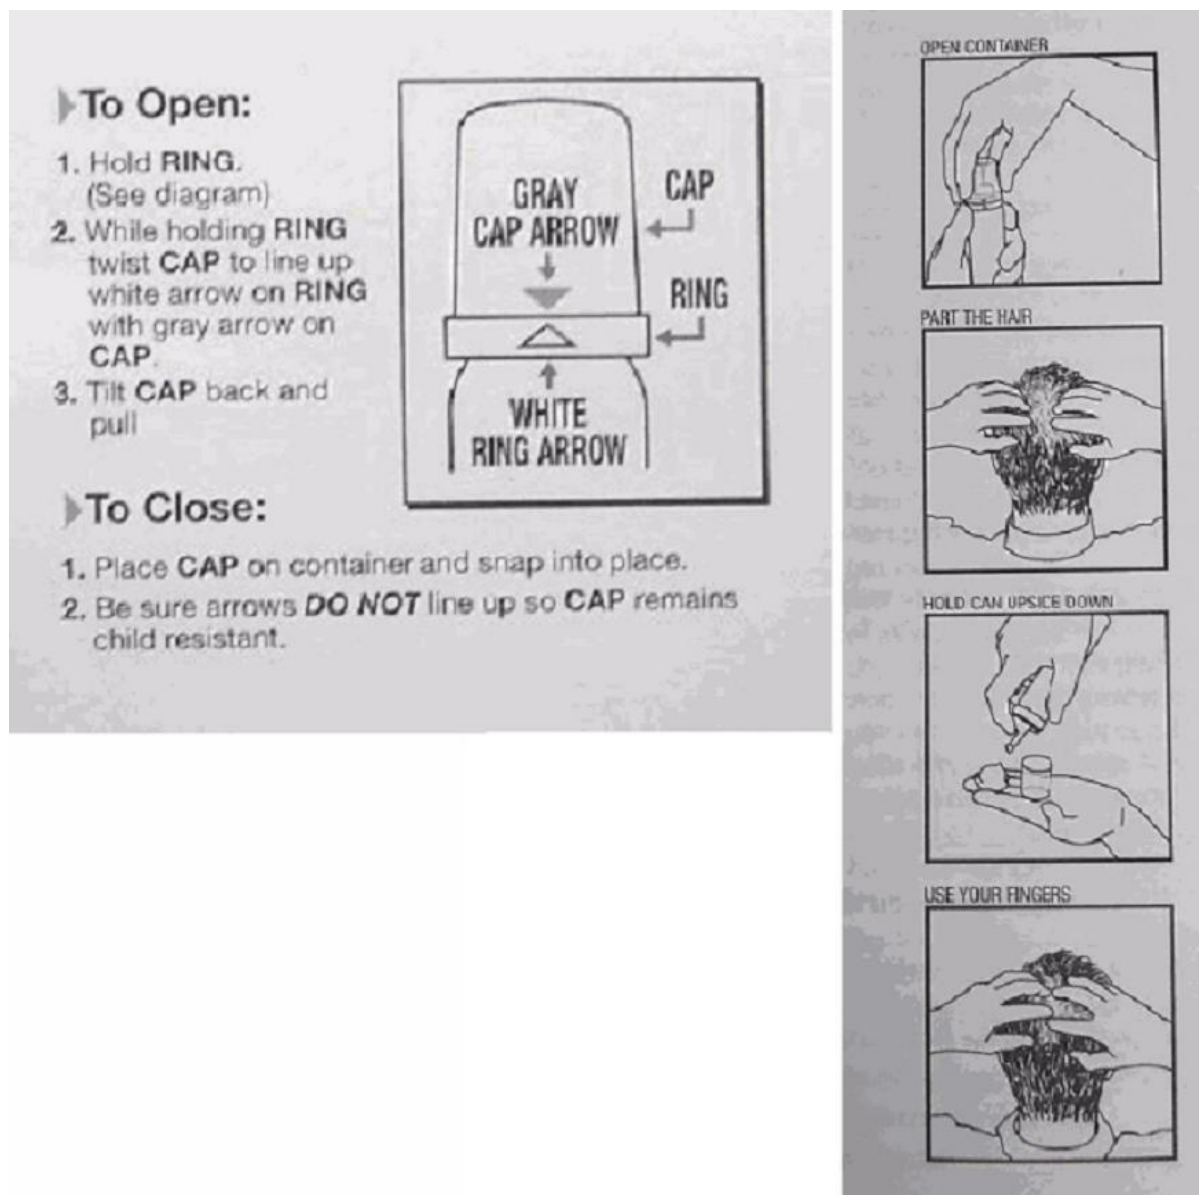 To Open:
1. Hold RING.
(See diagram)
2. While holding RING
twist CAP to line up
white arrow on RING
with gray arrow on
CAP.
3. Tilt CAP back and
pull
GRAY
CAP ARROW
CAP
RING
WHITE
RING ARROW
To Close:
1. Place CAP on container and snap into place.
2. Be sure arrows DO NOT line up so CAP remains
child resistant.
OPEN CONTAINER
PART THE HAIR
HOLD CAN UPSIDE DOWN
USE YOUR FINGERS